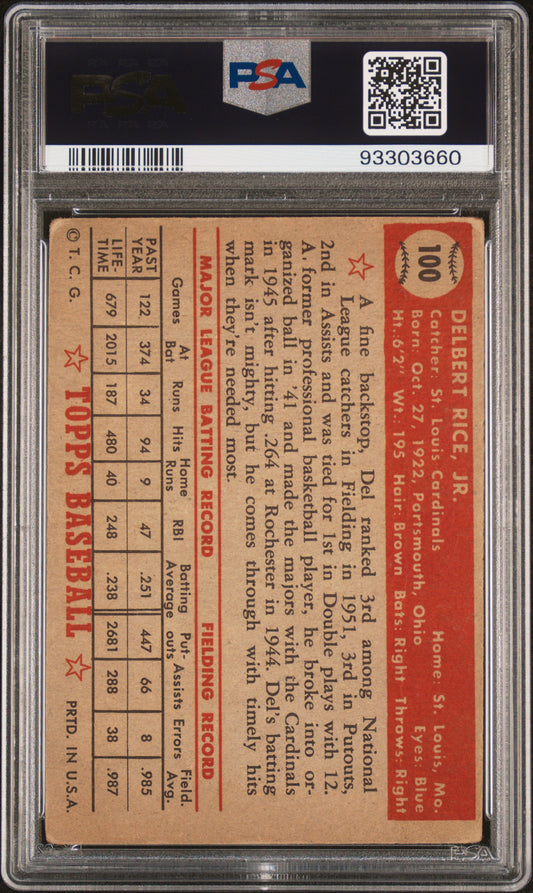 PSA
PSA
93303660
100
DELBERT RICE, JR.
Catcher: St. Louis Cardinals Home: St. Louis, Mo.
Born: Oct. 27, 1922, Portsmouth, Ohio Eyes: Blue
Ht.: 6'2" Wt.: 195 Hair: Brown Bats: Right Throws: Right
A fine backstop, Del ranked 3rd among National
League catchers in Fielding in 1951, 3rd in Putouts,
2nd in Assists and was tied for 1st in Double plays with 12.
A. former professional basketball player, he broke into or-
ganized ball in '41 and made the majors with the Cardinals
in 1945 after hitting .264 at Rochester in 1944. Del's batting
mark isn't mighty, but he comes through with timely hits
when they're needed most.
MAJOR LEAGUE BATTING RECORD FIELDING RECORD
Games At Bat Runs Hits Home Runs RBI Batting Average Put-outs Assists Errors Field. Avg.
PAST YEAR 122 374 34 94 9 47 .251 447 66 8 .985
LIFE-TIME 679 2015 187 480 40 248 .238 2681 288 38 .987
© T. C. G. TOPPS BASEBALL PRTD. IN U.S.A.
PSA